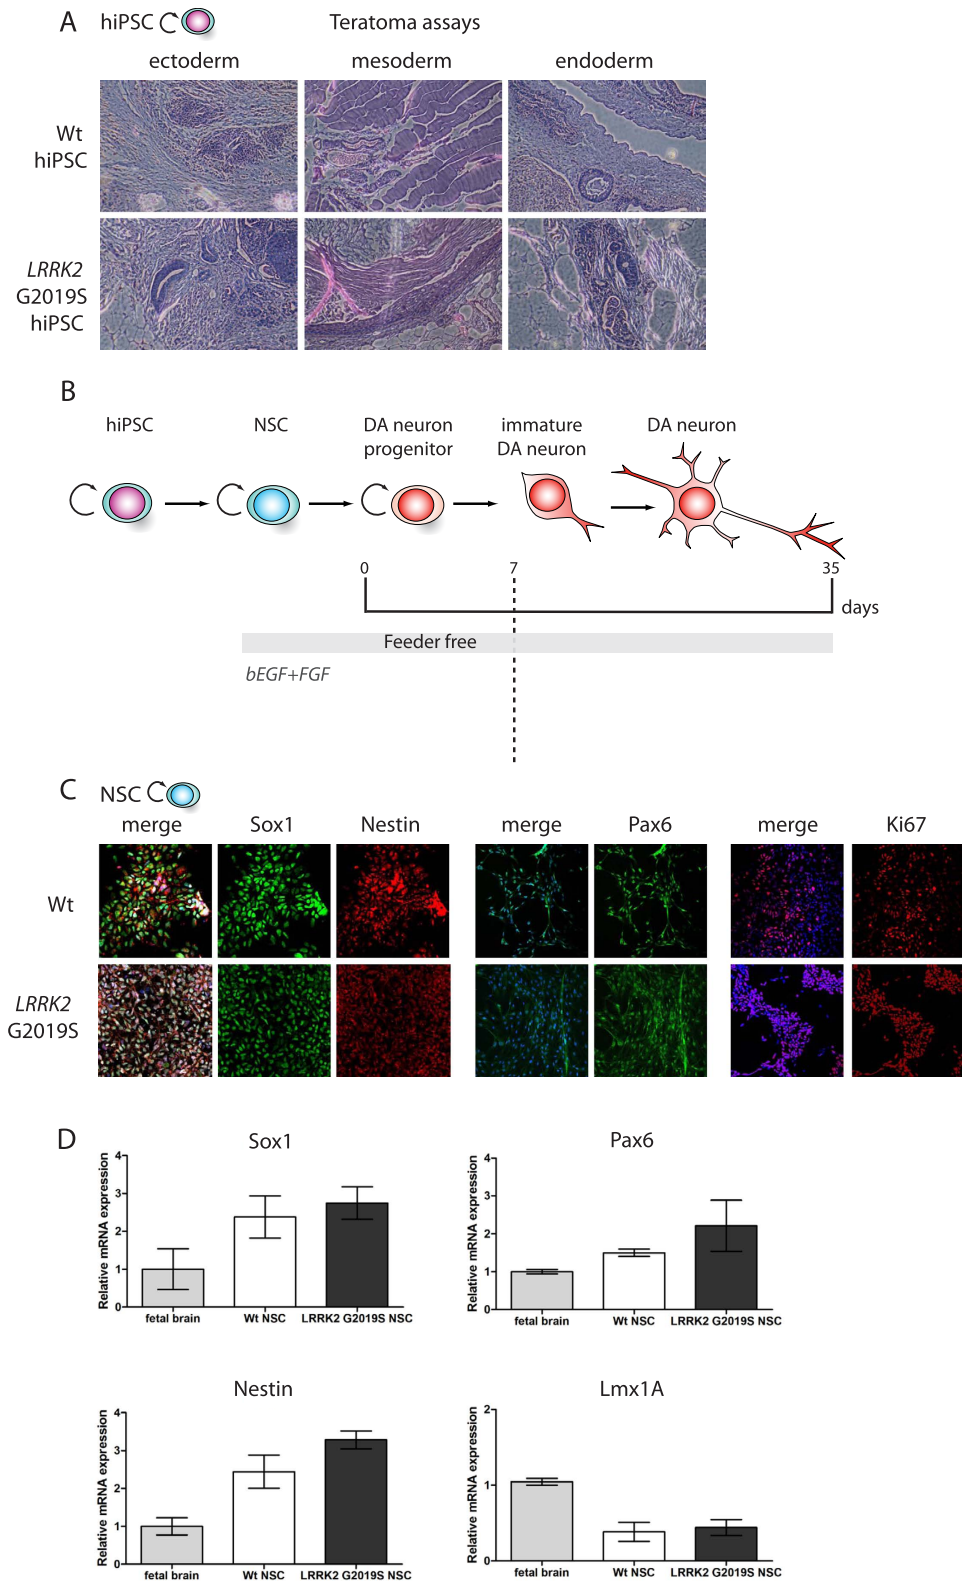 A hiPSC Teratoma assays
ectoderm mesoderm endoderm
Wt
hiPSC
LRRK2
G2019S
hiPSC
B
hiPSC NSC DA neuron progenitor immature DA neuron DA neuron
0 7 35
days
Feeder free
bEGF+FGF
C NSC
merge Sox1 Nestin merge Pax6 merge Ki67
Wt
LRRK2
G2019S
D
Sox1
Relative mRNA expression
4
3
2
1
0
fetal brain Wt NSC LRRK2 G2019S NSC
Pax6
Relative mRNA expression
4
3
2
1
0
fetal brain Wt NSC LRRK2 G2019S NSC
Nestin
Relative mRNA expression
4
3
2
1
0
fetal brain Wt NSC LRRK2 G2019S NSC
Lmx1A
Relative mRNA expression
2
1
0
fetal brain Wt NSC LRRK2 G2019S NSC